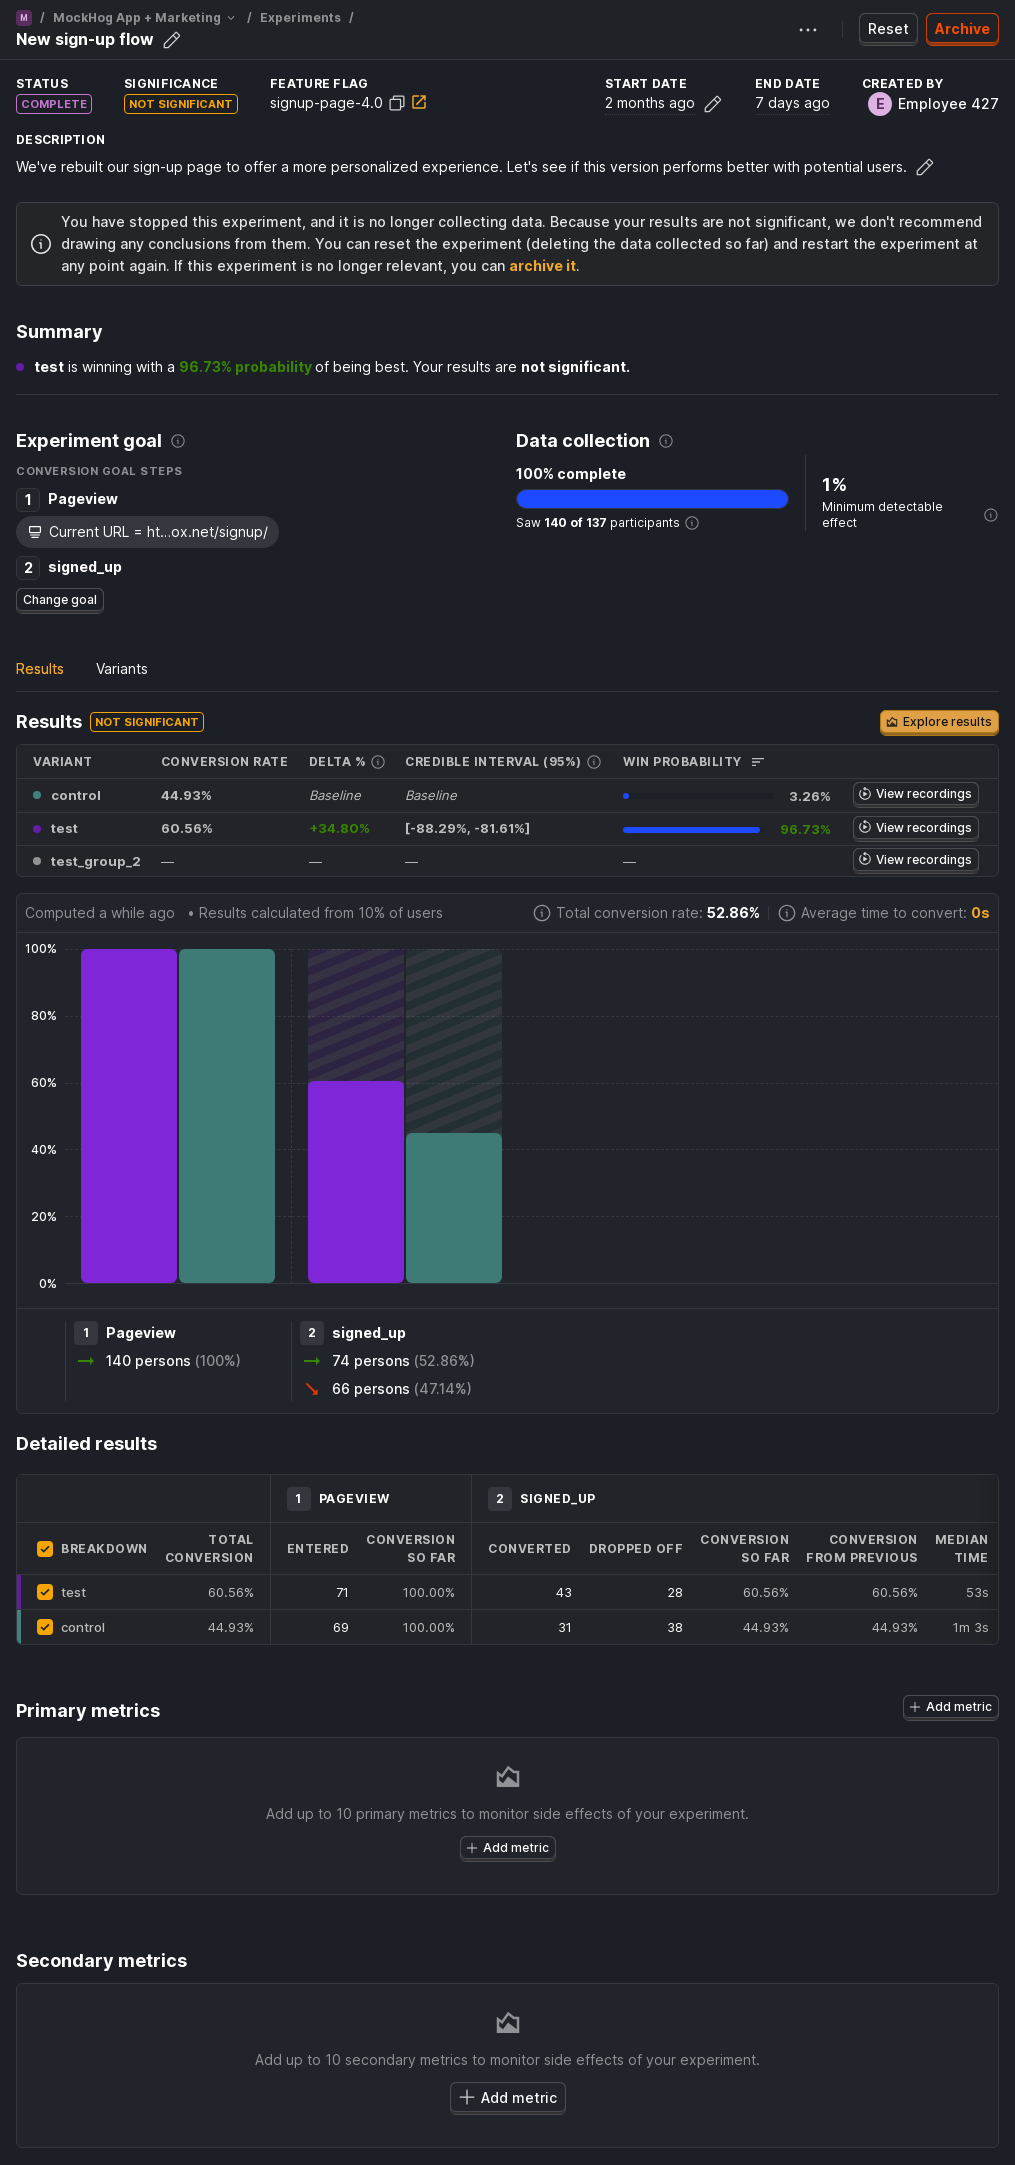 M / MockHog App + Marketing / Experiments /
New sign-up flow
Reset
Archive
STATUS
COMPLETE
SIGNIFICANCE
NOT SIGNIFICANT
FEATURE FLAG
signup-page-4.0
START DATE
2 months ago
END DATE
7 days ago
CREATED BY
E Employee 427
DESCRIPTION
We've rebuilt our sign-up page to offer a more personalized experience. Let's see if this version performs better with potential users.
You have stopped this experiment, and it is no longer collecting data. Because your results are not significant, we don't recommend
drawing any conclusions from them. You can reset the experiment (deleting the data collected so far) and restart the experiment at
any point again. If this experiment is no longer relevant, you can archive it.
Summary
test is winning with a 96.73% probability of being best. Your results are not significant.
Experiment goal
CONVERSION GOAL STEPS
1 Pageview
Current URL = ht...ox.net/signup/
2 signed_up
Change goal
Data collection
100% complete
Saw 140 of 137 participants
1%
Minimum detectable
effect
Results
Variants
Results NOT SIGNIFICANT
Explore results
VARIANT CONVERSION RATE DELTA % CREDIBLE INTERVAL (95%) WIN PROBABILITY
control 44.93% Baseline Baseline 3.26% View recordings
test 60.56% +34.80% [-88.29%, -81.61%] 96.73% View recordings
test_group_2 — — — — View recordings
Computed a while ago • Results calculated from 10% of users
Total conversion rate: 52.86%
Average time to convert: 0s
100%
80%
60%
40%
20%
0%
1 Pageview
140 persons (100%)
2 signed_up
74 persons (52.86%)
66 persons (47.14%)
Detailed results
1 PAGEVIEW
2 SIGNED_UP
BREAKDOWN
TOTAL
CONVERSION
ENTERED
CONVERSION
SO FAR
CONVERTED
DROPPED OFF
CONVERSION
SO FAR
CONVERSION
FROM PREVIOUS
MEDIAN
TIME
test 60.56% 71 100.00% 43 28 60.56% 60.56% 53s
control 44.93% 69 100.00% 31 38 44.93% 44.93% 1m 3s
Primary metrics
Add metric
Add up to 10 primary metrics to monitor side effects of your experiment.
Add metric
Secondary metrics
Add up to 10 secondary metrics to monitor side effects of your experiment.
Add metric